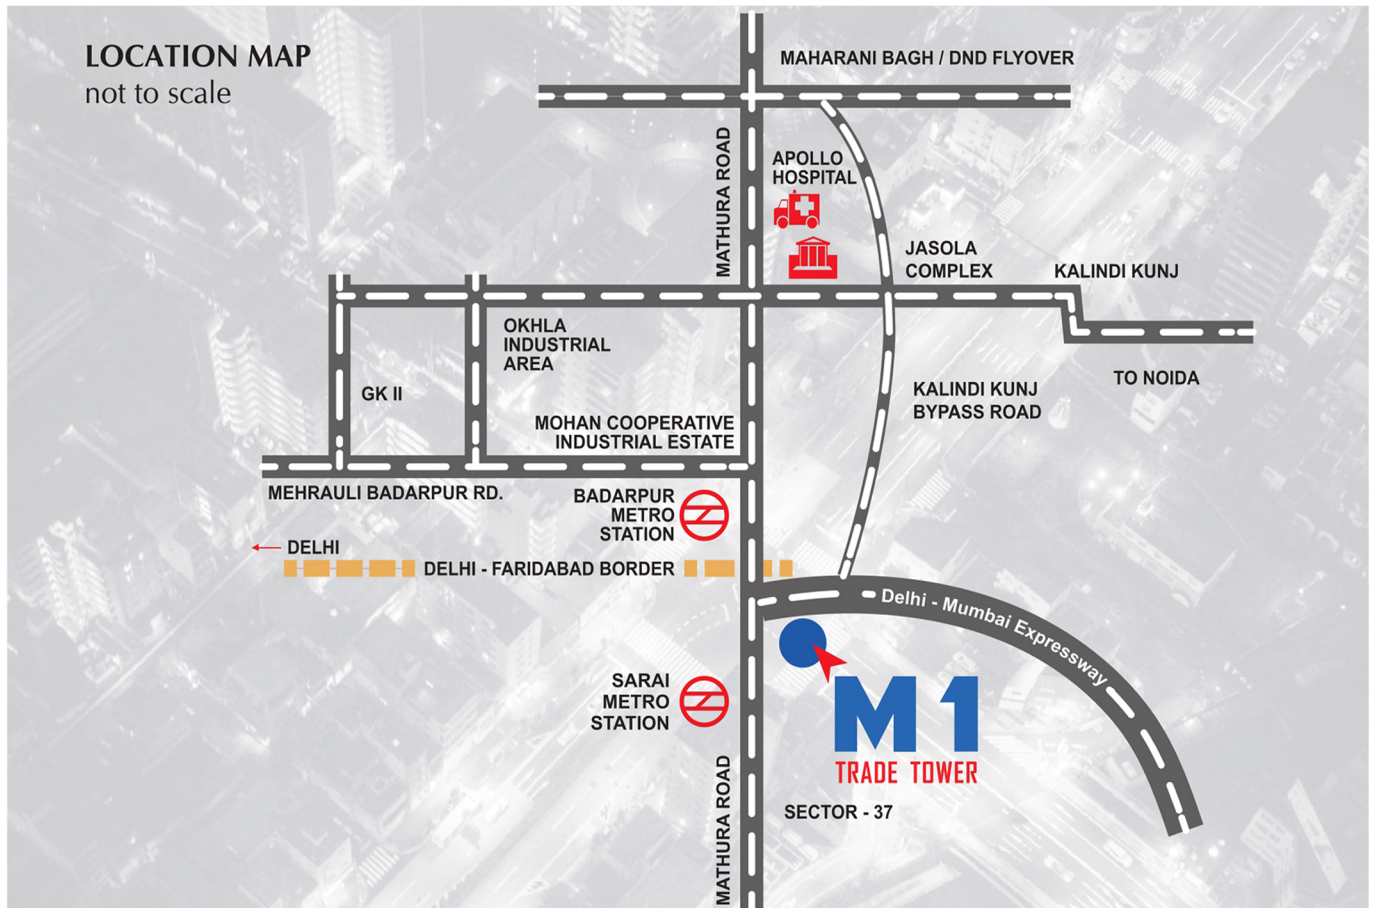 LOCATION MAP
not to scale
MAHARANI BAGH / DND FLYOVER
MATHURA ROAD
APOLLO
HOSPITAL
JASOLA
COMPLEX
KALINDI KUNJ
OKHLA
INDUSTRIAL
AREA
GK II
TO NOIDA
KALINDI KUNJ
BYPASS ROAD
MOHAN COOPERATIVE
INDUSTRIAL ESTATE
MEHRAULI BADARPUR RD.
BADARPUR
METRO
STATION
DELHI
DELHI - FARIDABAD BORDER
Delhi - Mumbai Expressway
SARAI
METRO
STATION
M 1
TRADE TOWER
MATHURA ROAD
SECTOR - 37